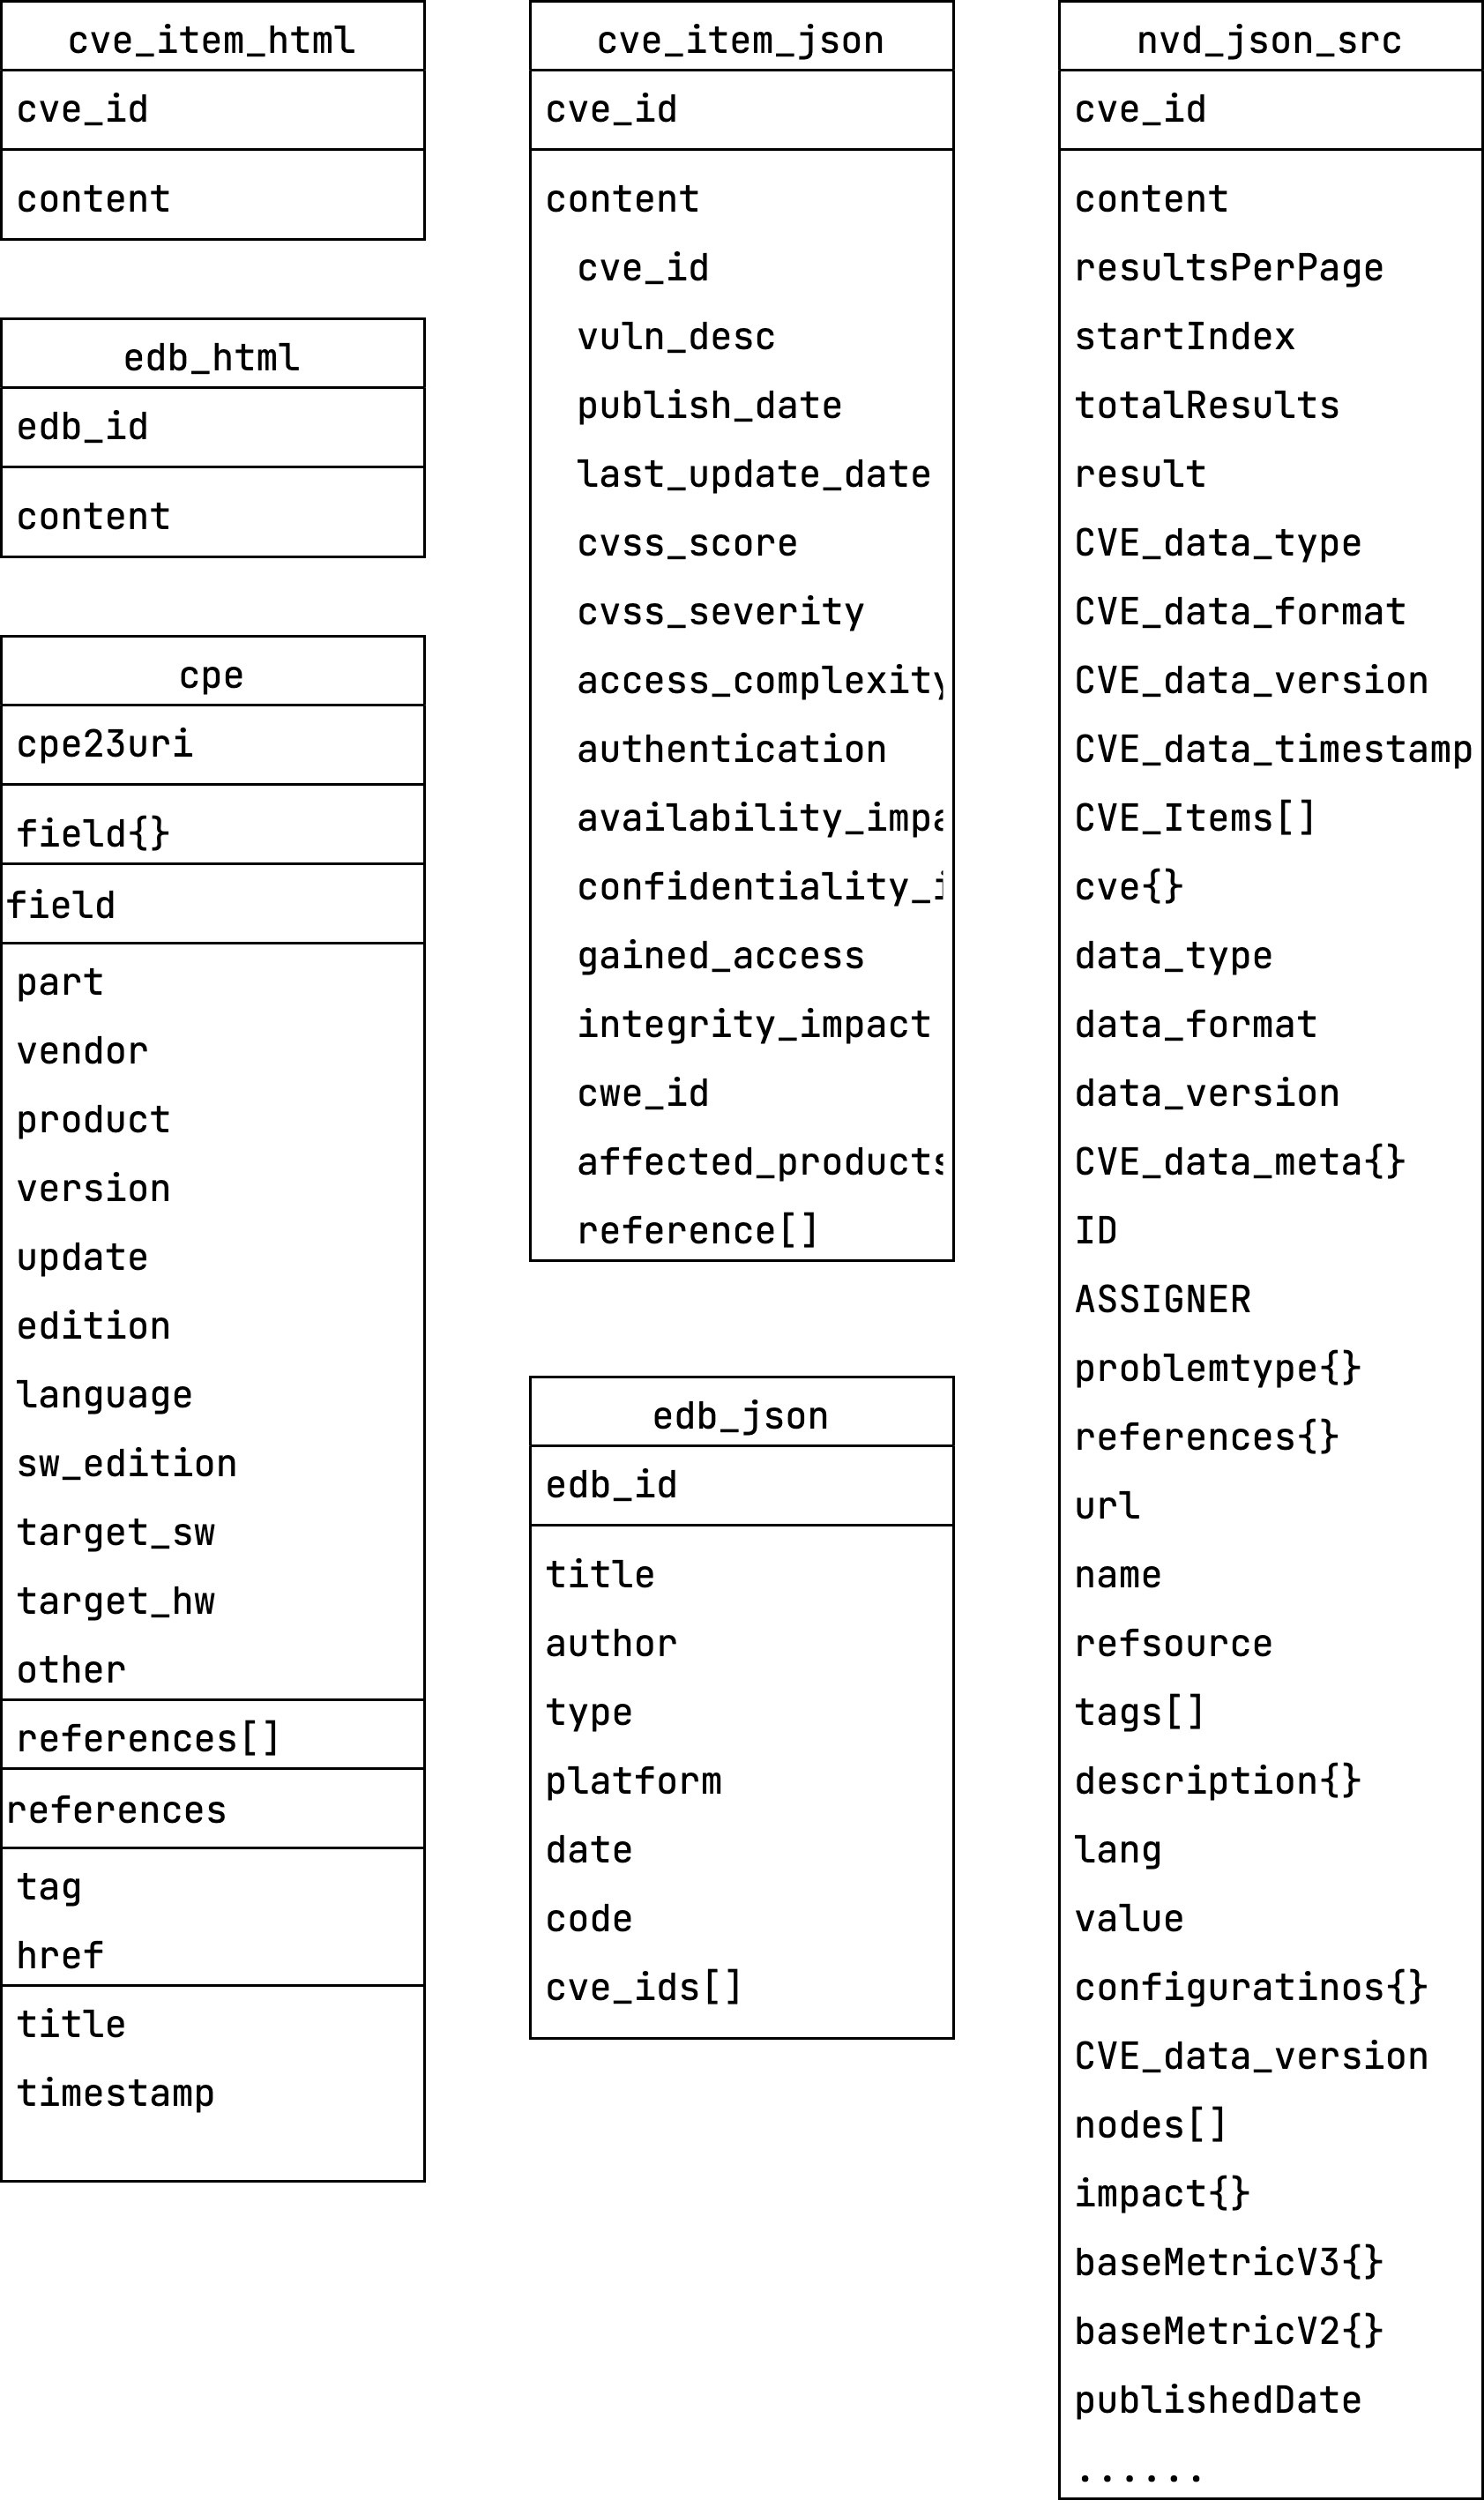 cve_item_html
cve_id
content
edb_html
edb_id
content
cpe
cpe23uri
field{}
field
part
vendor
product
version
update
edition
language
sw_edition
target_sw
target_hw
other
references[]
references
tag
href
title
timestamp
cve_item_json
cve_id
content
cve_id
vuln_desc
publish_date
last_update_date
cvss_score
cvss_severity
access_complexity
authentication
availability_impa
confidentiality_i
gained_access
integrity_impact
cwe_id
affected_products
reference[]
edb_json
edb_id
title
author
type
platform
date
code
cve_ids[]
nvd_json_src
cve_id
content
resultsPerPage
startIndex
totalResults
result
CVE_data_type
CVE_data_format
CVE_data_version
CVE_data_timestamp
CVE_Items[]
cve{}
data_type
data_format
data_version
CVE_data_meta{}
ID
ASSIGNER
problemtype{}
references{}
url
name
refsource
tags[]
description{}
lang
value
configuratinos{}
CVE_data_version
nodes[]
impact{}
baseMetricV3{}
baseMetricV2{}
publishedDate
......